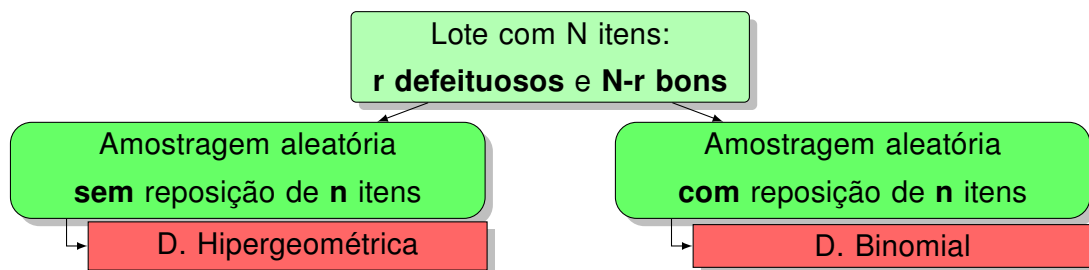 Lote com N itens:
r defeituosos e N-r bons
Amostragem aleatória
sem reposição de n itens
D. Hipergeométrica
Amostragem aleatória
com reposição de n itens
D. Binomial